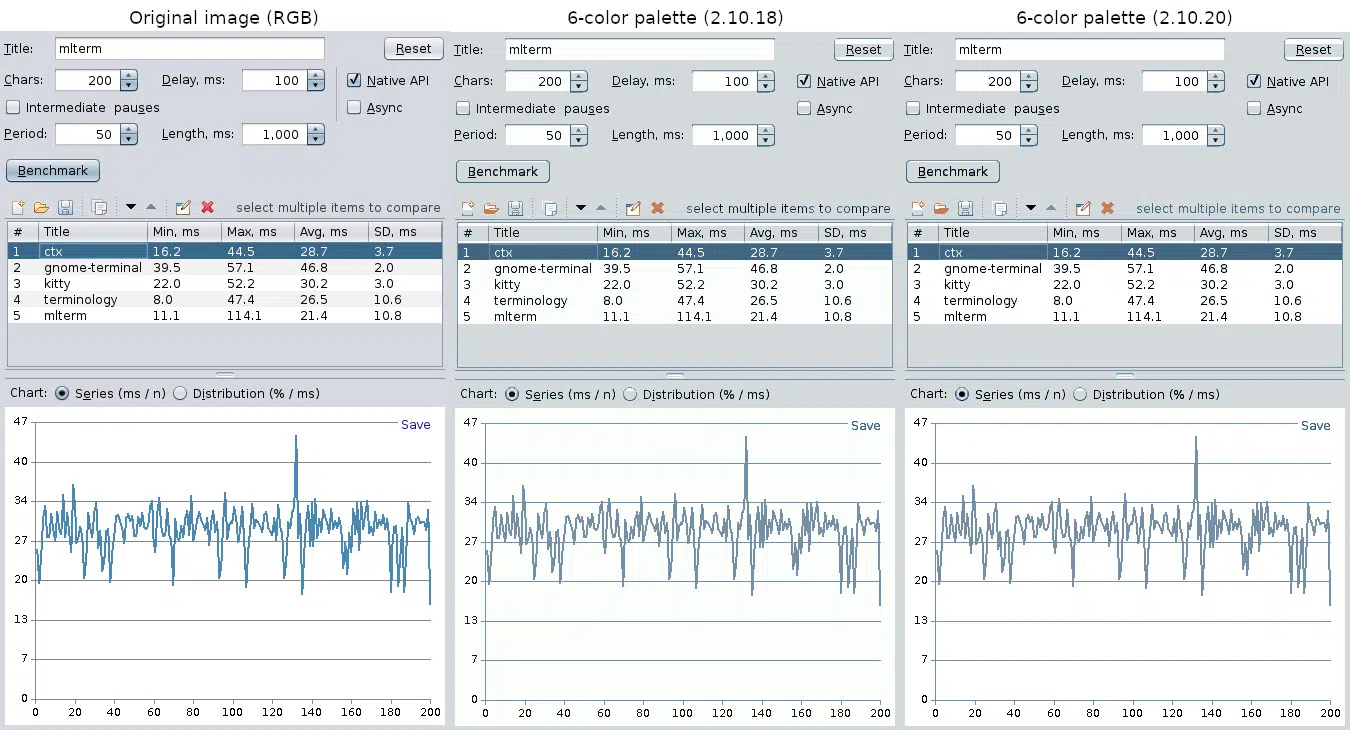 Original image (RGB)
Title: mlterm Reset
Chars: 200 Delay, ms: 100 Native API
Intermediate pauses Async
Period: 50 Length, ms: 1,000
Benchmark
select multiple items to compare
# Title Min, ms Max, ms Avg, ms SD, ms
1 ctx 16.2 44.5 28.7 3.7
2 gnome-terminal 39.5 57.1 46.8 2.0
3 kitty 22.0 52.2 30.2 3.0
4 terminology 8.0 47.4 26.5 10.6
5 mlterm 11.1 114.1 21.4 10.8
Chart: Series (ms / n) Distribution (% / ms)
Save
47
40
34
27
20
13
7
0
0 20 40 60 80 100 120 140 160 180 200
6-color palette (2.10.18)
Title: mlterm Reset
Chars: 200 Delay, ms: 100 Native API
Intermediate pauses Async
Period: 50 Length, ms: 1,000
Benchmark
select multiple items to compare
# Title Min, ms Max, ms Avg, ms SD, ms
1 ctx 16.2 44.5 28.7 3.7
2 gnome-terminal 39.5 57.1 46.8 2.0
3 kitty 22.0 52.2 30.2 3.0
4 terminology 8.0 47.4 26.5 10.6
5 mlterm 11.1 114.1 21.4 10.8
Chart: Series (ms / n) Distribution (% / ms)
Save
47
40
34
27
20
13
7
0
0 20 40 60 80 100 120 140 160 180 200
6-color palette (2.10.20)
Title: mlterm Reset
Chars: 200 Delay, ms: 100 Native API
Intermediate pauses Async
Period: 50 Length, ms: 1,000
Benchmark
select multiple items to compare
# Title Min, ms Max, ms Avg, ms SD, ms
1 ctx 16.2 44.5 28.7 3.7
2 gnome-terminal 39.5 57.1 46.8 2.0
3 kitty 22.0 52.2 30.2 3.0
4 terminology 8.0 47.4 26.5 10.6
5 mlterm 11.1 114.1 21.4 10.8
Chart: Series (ms / n) Distribution (% / ms)
Save
47
40
34
27
20
13
7
0
0 20 40 60 80 100 120 140 160 180 200